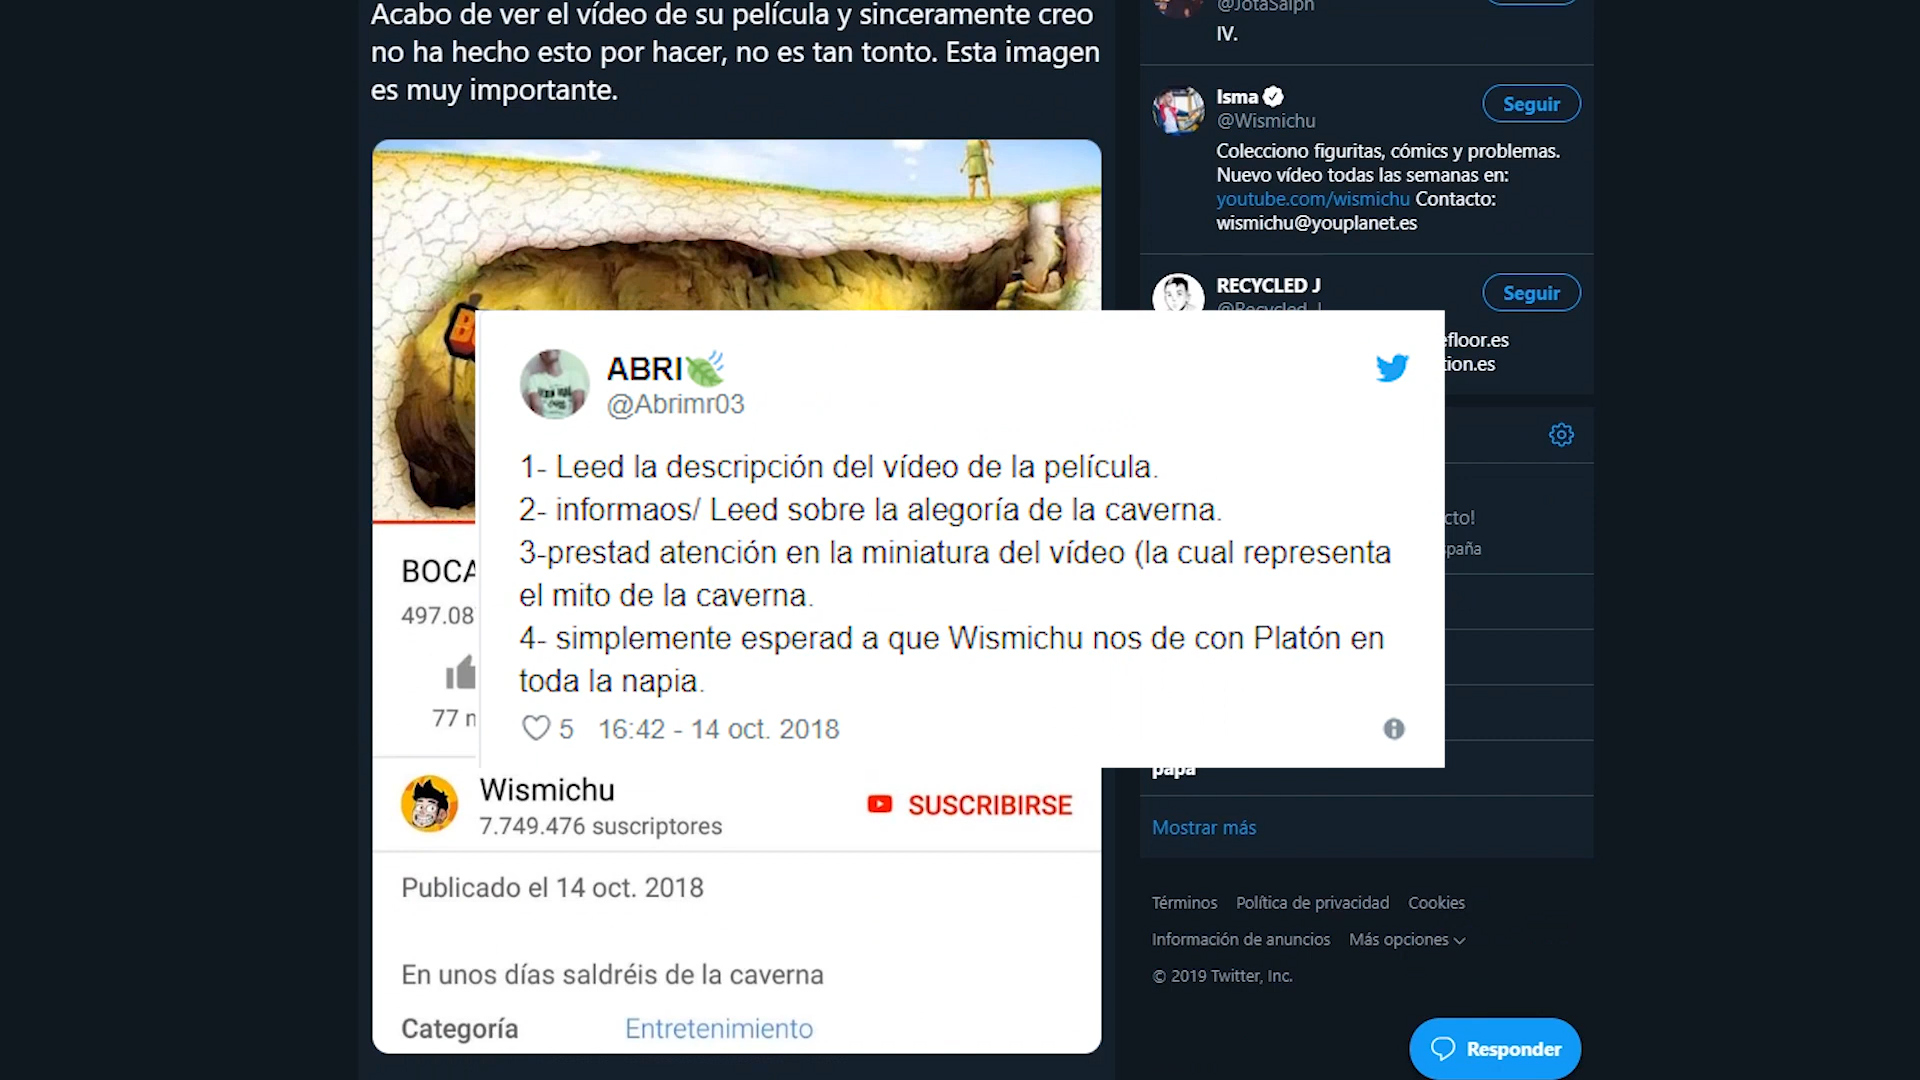 Acabo de ver el vídeo de su película y sinceramente creo
no ha hecho esto por hacer, no es tan tonto. Esta imagen
es muy importante.
BOCA
497.08
77 m
ABRI
@Abrimr03
1- Leed la descripción del vídeo de la película.
2- informaos/ Leed sobre la alegoría de la caverna.
3-prestad atención en la miniatura del vídeo (la cual representa
el mito de la caverna.
4- simplemente esperad a que Wismichu nos de con Platón en
toda la napia.
5 16:42 - 14 oct. 2018
Wismichu
7.749.476 suscriptores
SUSCRIBIRSE
Publicado el 14 oct. 2018
En unos días saldréis de la caverna
Categoría Entretenimiento
@JotaSalph
IV.
Isma
@Wismichu
Seguir
Colecciono figuritas, cómics y problemas.
Nuevo vídeo todas las semanas en:
youtube.com/wismichu Contacto:
wismichu@youplanet.es
RECYCLED J
@Recycled_J
Seguir
efloor.es
tion.es
cto!
spaña
papa
Mostrar más
Términos Política de privacidad Cookies
Información de anuncios Más opciones
© 2019 Twitter, Inc.
Responder